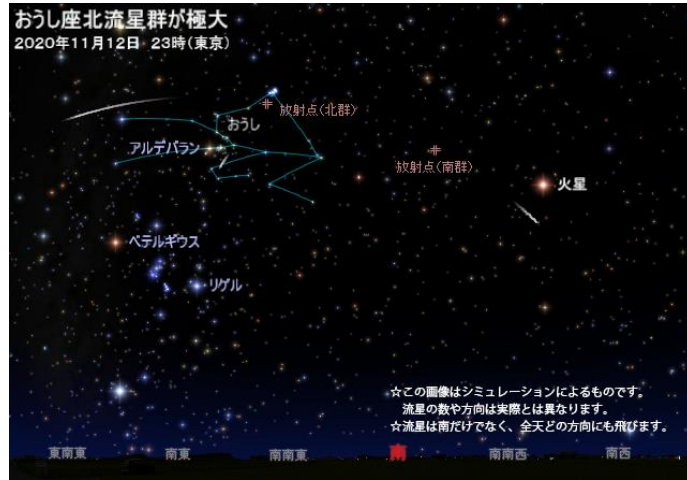 おうし座北流星群が極大
2020年11月12日 23時(東京)
放射点(北群)
おうし
アルデバラン
放射点(南群)
火星
ベテルギウス
リゲル
☆この画像はシミュレーションによるものです。
流星の数や方向は実際とは異なります。
☆流星は南だけでなく、全天どの方向にも飛びます。
東南東 南東 南南東 南 南南西 南西